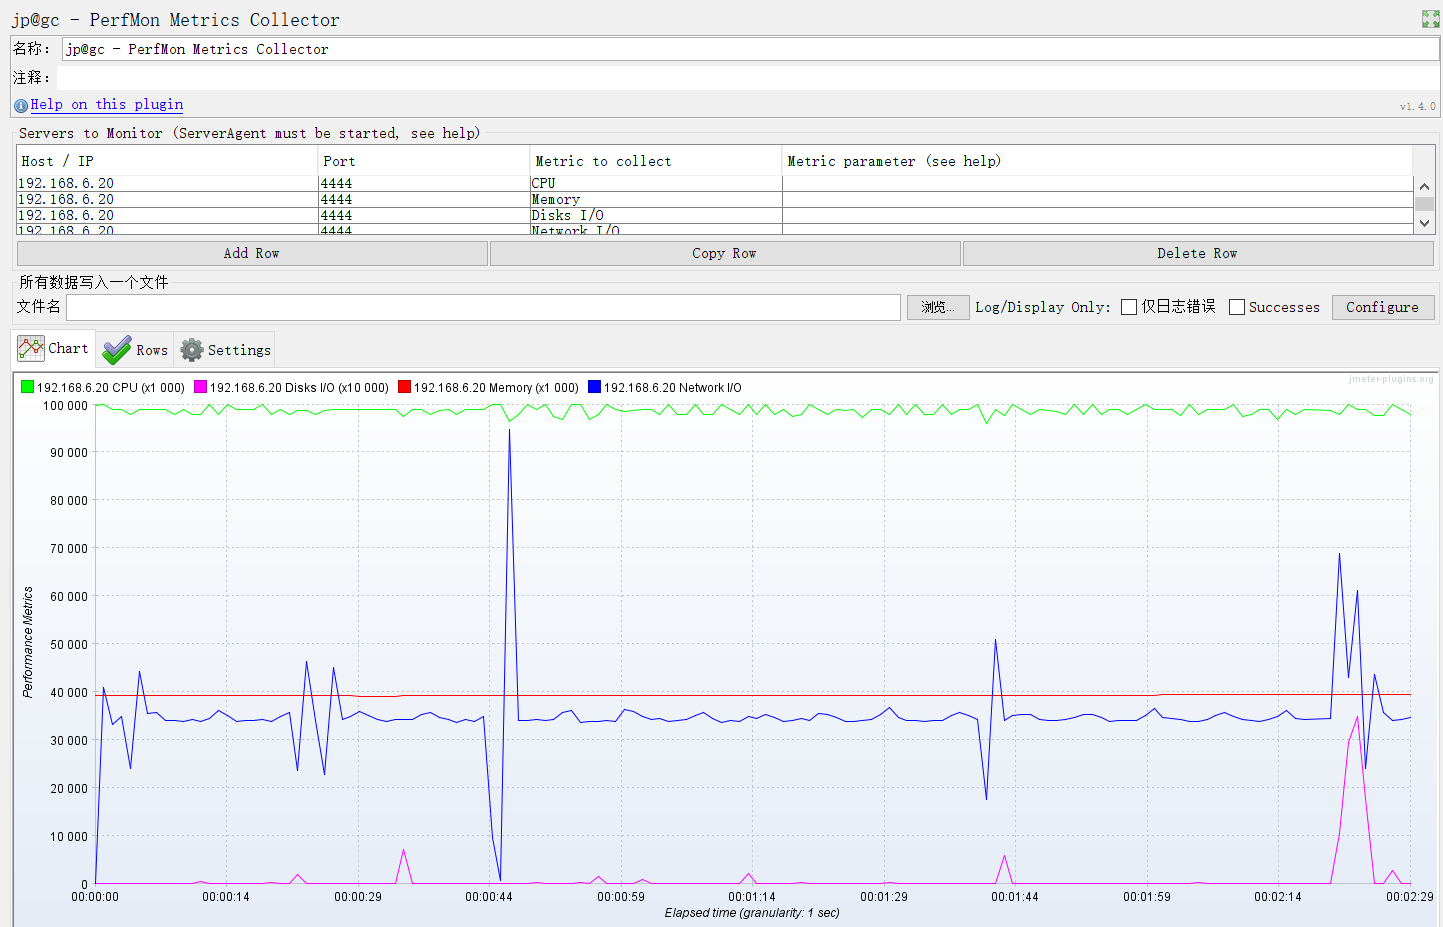 jp@gc - PerfMon Metrics Collector
名称： jp@gc - PerfMon Metrics Collector
注释：
Help on this plugin
v1.4.0
Servers to Monitor (ServerAgent must be started, see help)
Host / IP Port Metric to collect Metric parameter (see help)
192.168.6.20 4444 CPU
192.168.6.20 4444 Memory
192.168.6.20 4444 Disks I/O
192.168.6.20 4444 Network I/O
Add Row Copy Row Delete Row
所有数据写入一个文件
文件名 浏览... Log/Display Only: 仅日志错误 Successes Configure
Chart Rows Settings
jmeter-plugins.org
192.168.6.20 CPU (x1 000) 192.168.6.20 Disks I/O (x10 000) 192.168.6.20 Memory (x1 000) 192.168.6.20 Network I/O
100 000
90 000
80 000
70 000
60 000
50 000
40 000
30 000
20 000
10 000
0
Performance Metrics
00:00:00 00:00:14 00:00:29 00:00:44 00:00:59 00:01:14 00:01:29 00:01:44 00:01:59 00:02:14 00:02:29
Elapsed time (granularity: 1 sec)